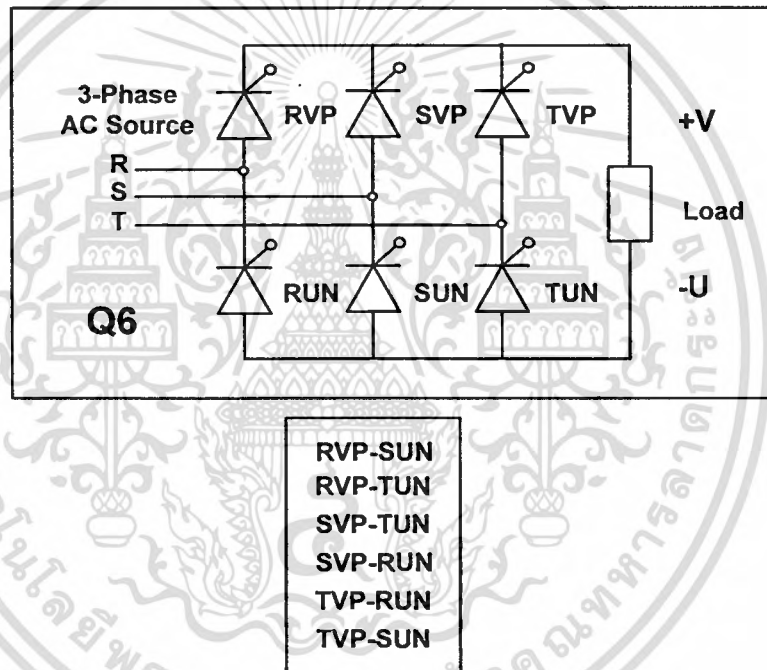 3-Phase
AC Source
RVP SVP TVP
+V
R
S
T
Load
RUN SUN TUN
-U
Q6
RVP-SUN
RVP-TUN
SVP-TUN
SVP-RUN
TVP-RUN
TVP-SUN